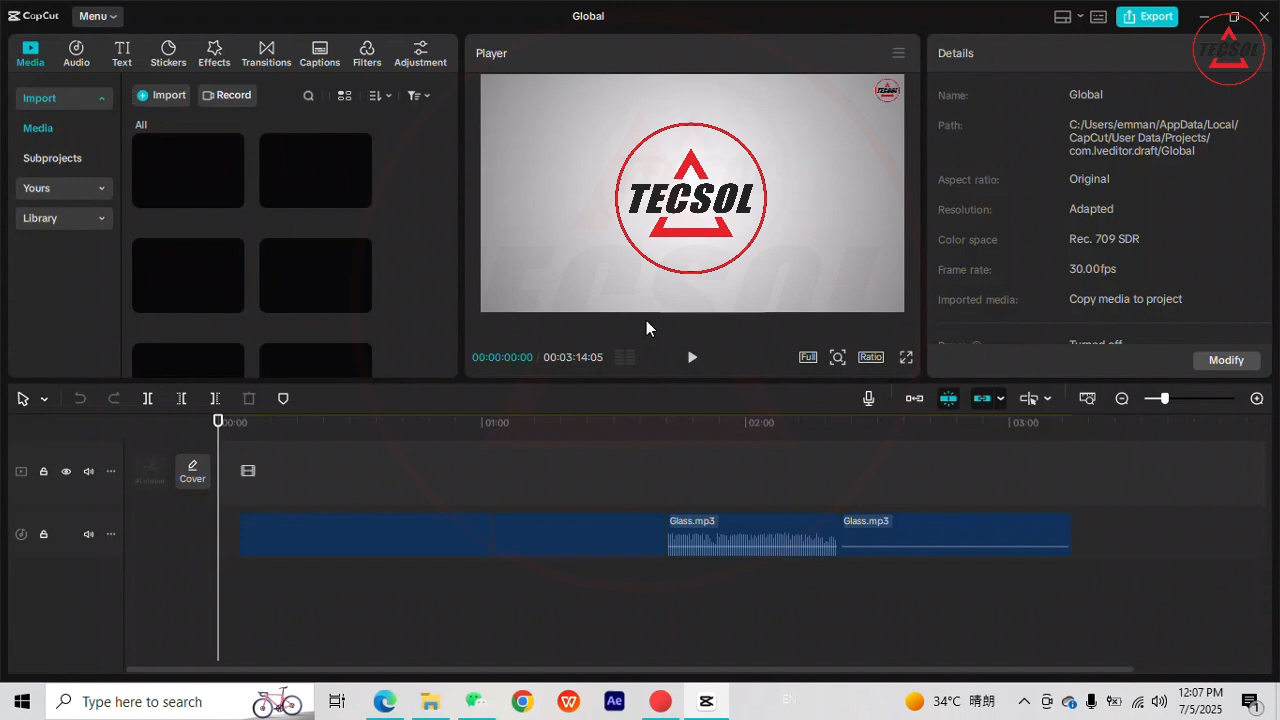 CapCut
Menu
Global
Export
TECSOL
Media
Audio
Text
Stickers
Effects
Transitions
Captions
Filters
Adjustment
Import
Media
Subprojects
Yours
Library
Import
Record
All
Player
TECSOL
TECSOL
00:00:00:00 / 00:03:14:05
Full
Ratio
Details
Name: Global
Path: C:/Users/emman/AppData/Local/
CapCut/User Data/Projects/
com.lveditor.draft/Global
Aspect ratio: Original
Resolution: Adapted
Color space Rec. 709 SDR
Frame rate: 30.00fps
Imported media: Copy media to project
Modify
00:00 01:00 02:00 03:00
Cover
Glass.mp3 Glass.mp3
Type here to search
Ae
34°C 晴朗
12:07 PM
7/5/2025